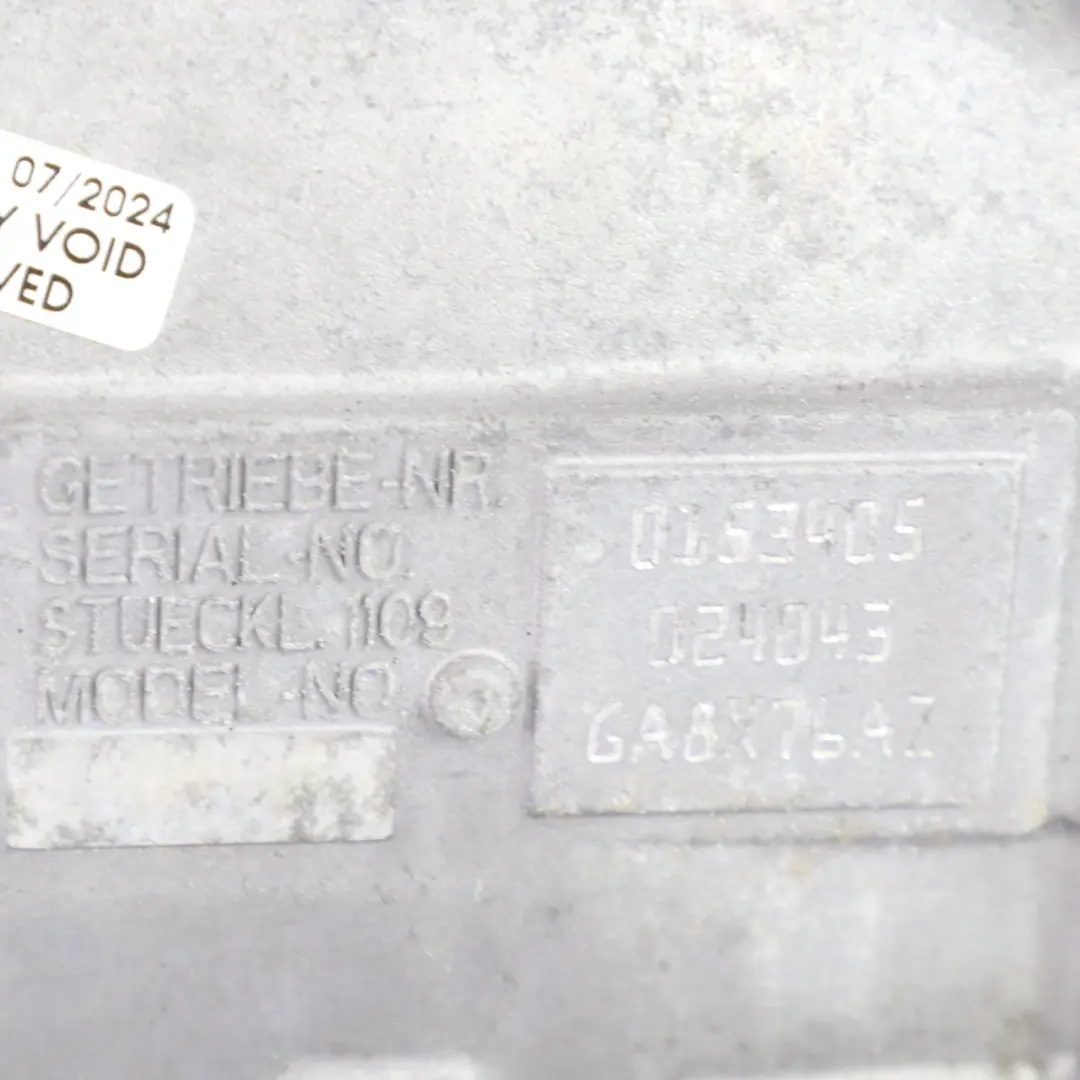 07/2024
Y VOID
VED
GETRIEBE-NR.
SERIAL-NO.
STUECKL. 1109
MODEL-NO.
0153405
024043
GA8X76AZ